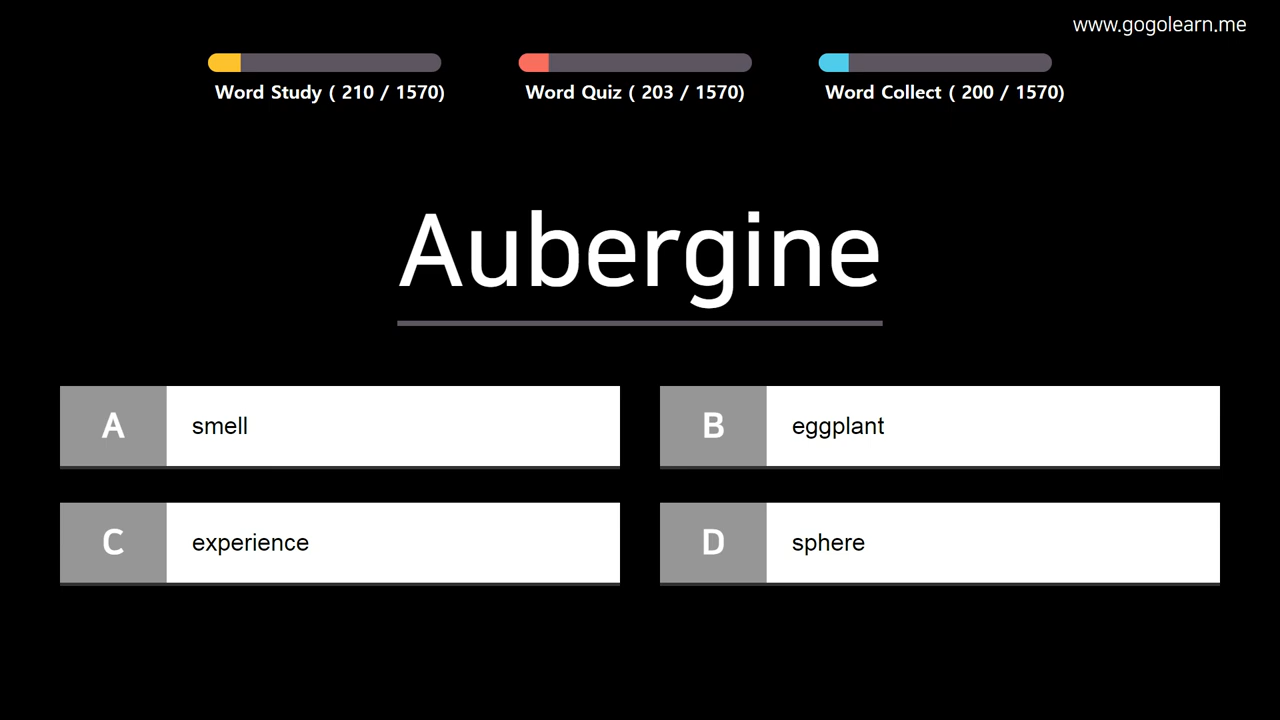 www.gogolearn.me
Word Study ( 210 / 1570)
Word Quiz ( 203 / 1570)
Word Collect ( 200 / 1570)
Aubergine
A smell
B eggplant
C experience
D sphere